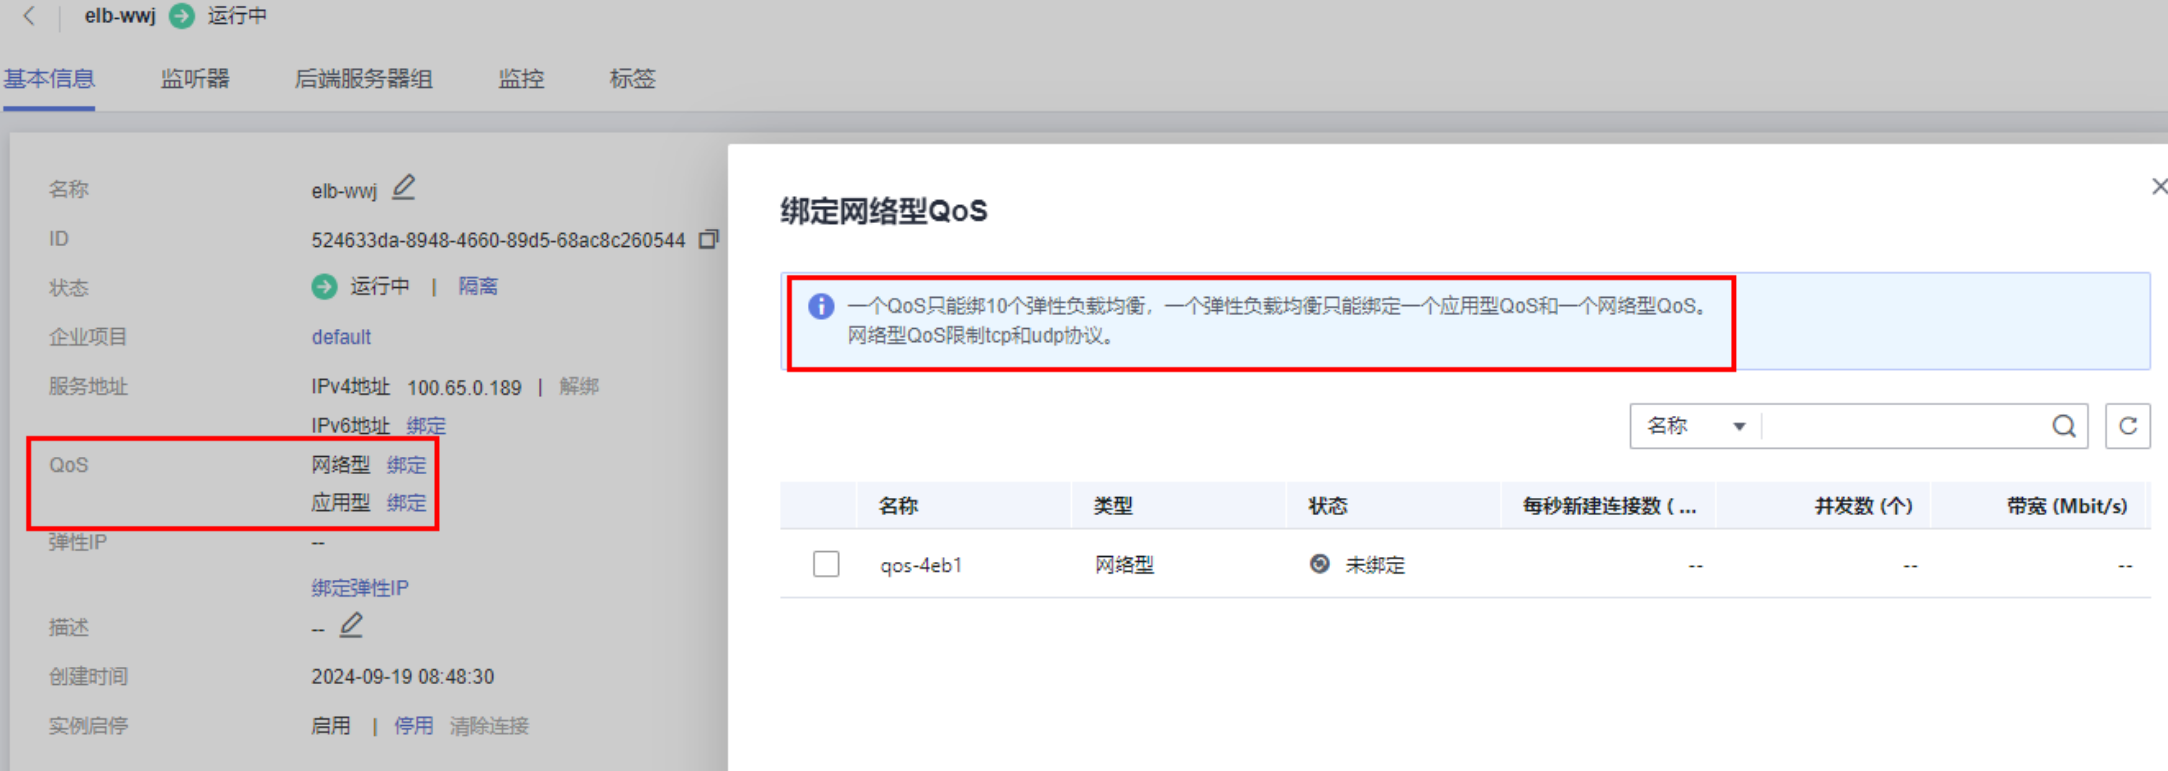 elb-wwj 运行中
基本信息 监听器 后端服务器组 监控 标签
名称 elb-wwj
ID 524633da-8948-4660-89d5-68ac8c260544
状态 运行中 | 隔离
企业项目 default
服务地址 IPv4地址 100.65.0.189 | 解绑
IPv6地址 绑定
QoS 网络型 绑定
应用型 绑定
弹性IP --
绑定弹性IP
描述 --
创建时间 2024-09-19 08:48:30
实例启停 启用 | 停用 清除连接
绑定网络型QoS
一个QoS只能绑10个弹性负载均衡，一个弹性负载均衡只能绑定一个应用型QoS和一个网络型QoS。
网络型QoS限制tcp和udp协议。
名称
名称 类型 状态 每秒新建连接数 ( ... 并发数 (个) 带宽 (Mbit/s)
qos-4eb1 网络型 未绑定 -- -- --